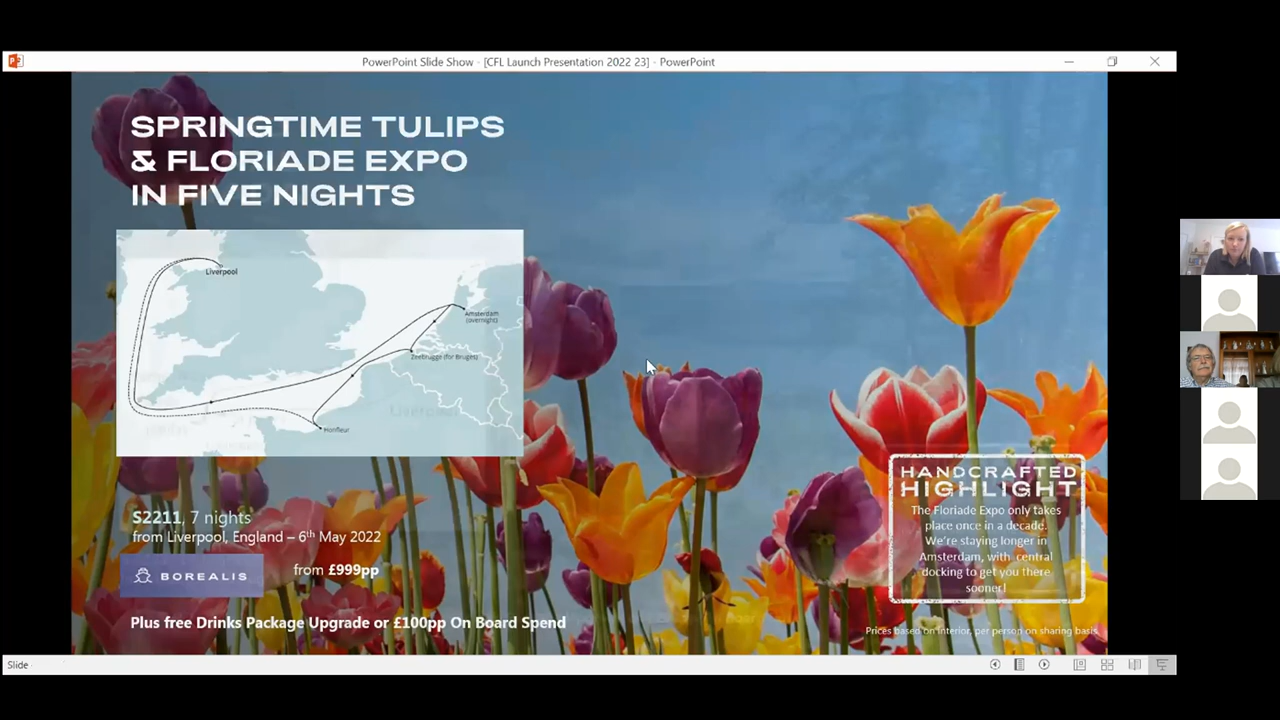 PowerPoint Slide Show - [CFL Launch Presentation 2022 23] - PowerPoint
SPRINGTIME TULIPS
& FLORIADE EXPO
IN FIVE NIGHTS
Liverpool
Amsterdam
(overnight)
Zeebrugge (for Bruges)
Honfleur
S2211, 7 nights
from Liverpool, England – 6th May 2022
BOREALIS
from £999pp
Plus free Drinks Package Upgrade or £100pp On Board Spend
HANDCRAFTED
HIGHLIGHT
The Floriade Expo only takes
place once in a decade.
We're staying longer in
Amsterdam, with central
docking to get you there
sooner!
Prices based on interior, per person on sharing basis.
Slide